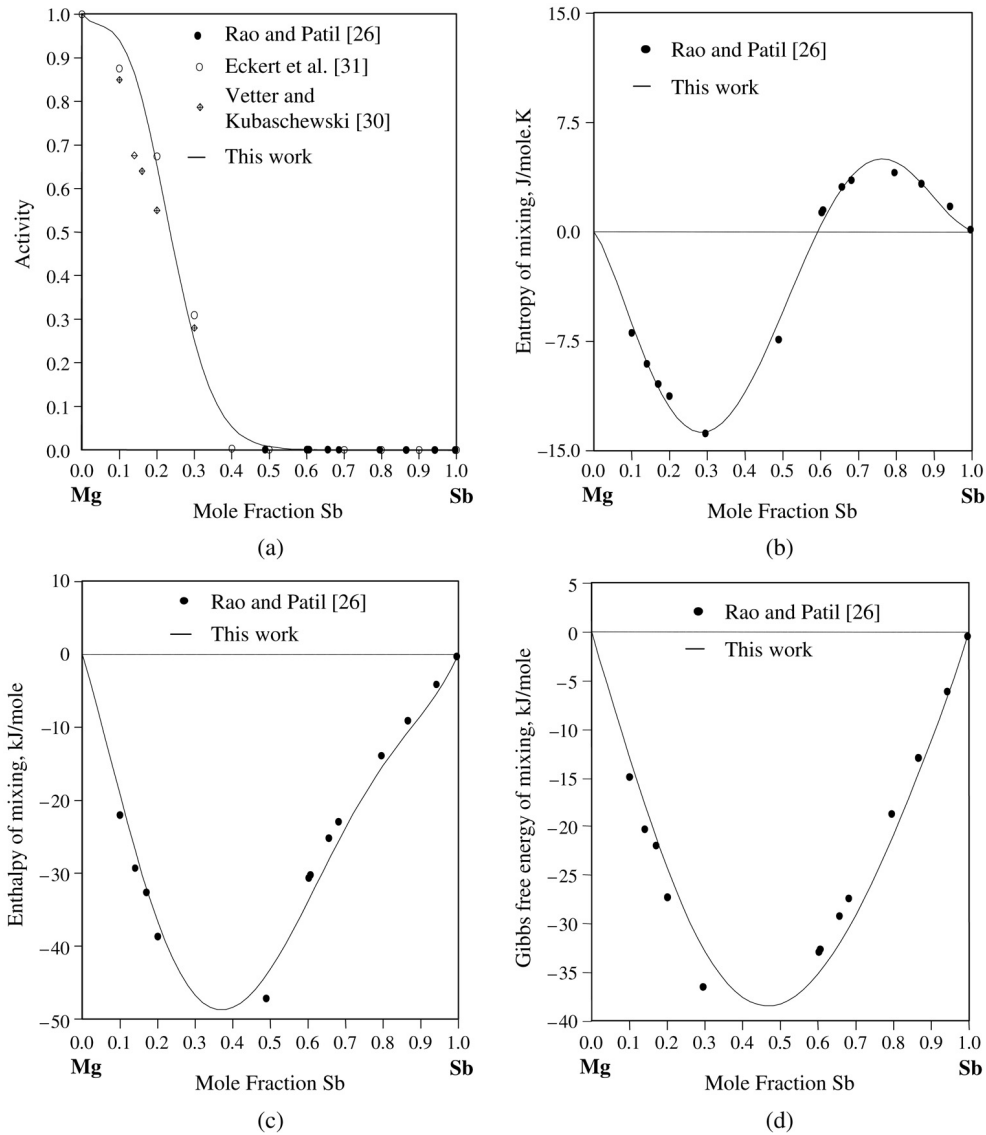 1.0
0.9
0.8
0.7
0.6
0.5
0.4
0.3
0.2
0.1
0.0
Activity
Rao and Patil [26]
Eckert et al. [31]
Vetter and
Kubaschewski [30]
This work
0.0 0.1 0.2 0.3 0.4 0.5 0.6 0.7 0.8 0.9 1.0
Mg Sb
Mole Fraction Sb
(a)
15.0
7.5
0.0
−7.5
−15.0
Entropy of mixing, J/mole.K
Rao and Patil [26]
This work
0.0 0.1 0.2 0.3 0.4 0.5 0.6 0.7 0.8 0.9 1.0
Mg Sb
Mole Fraction Sb
(b)
10
0
−10
−20
−30
−40
−50
Enthalpy of mixing, kJ/mole
Rao and Patil [26]
This work
0.0 0.1 0.2 0.3 0.4 0.5 0.6 0.7 0.8 0.9 1.0
Mg Sb
Mole Fraction Sb
(c)
5
0
−5
−10
−15
−20
−25
−30
−35
−40
Gibbs free energy of mixing, kJ/mole
Rao and Patil [26]
This work
0.0 0.1 0.2 0.3 0.4 0.5 0.6 0.7 0.8 0.9 1.0
Mg Sb
Mole Fraction Sb
(d)